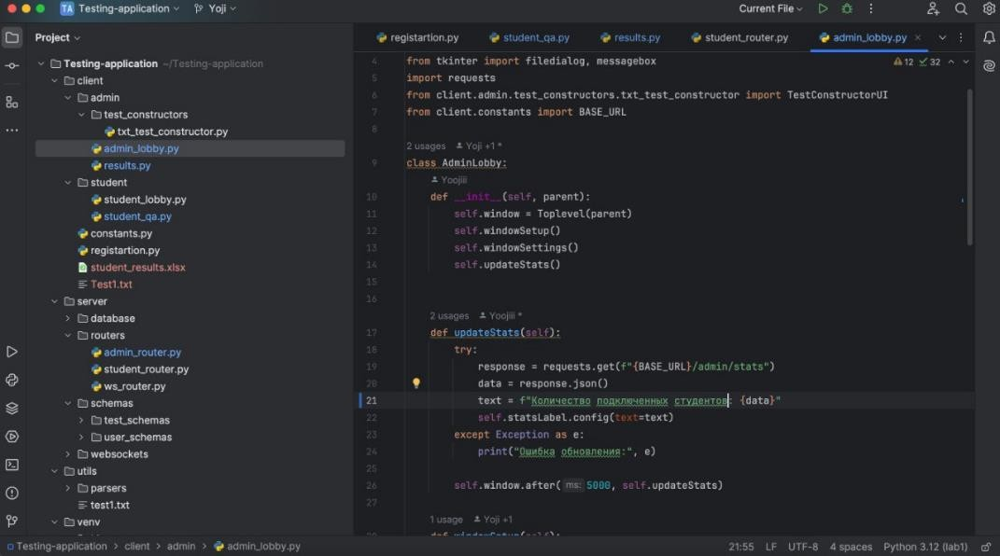 TA Testing-application Yoji Current File
Project
registartion.py student_qa.py results.py student_router.py admin_lobby.py
Testing-application ~/Testing-application
client
admin
test_constructors
txt_test_constructor.py
admin_lobby.py
results.py
student
student_lobby.py
student_qa.py
constants.py
registartion.py
student_results.xlsx
Test1.txt
server
database
routers
admin_router.py
student_router.py
ws_router.py
schemas
test_schemas
user_schemas
websockets
utils
parsers
test1.txt
venv
12 32
4 from tkinter import filedialog, messagebox
5 import requests
6 from client.admin.test_constructors.txt_test_constructor import TestConstructorUI
7 from client.constants import BASE_URL
8
2 usages Yoji +1 *
9 class AdminLobby:
Yoojiii
10 def __init__(self, parent):
11 self.window = Toplevel(parent)
12 self.windowSetup()
13 self.windowSettings()
14 self.updateStats()
15
16
2 usages Yoojiii *
17 def updateStats(self):
18 try:
19 response = requests.get(f"{BASE_URL}/admin/stats")
20 data = response.json()
21 text = f"Количество подключенных студентов: {data}"
22 self.statsLabel.config(text=text)
23 except Exception as e:
24 print("Ошибка обновления:", e)
25
26 self.window.after( ms: 5000, self.updateStats)
27
1 usage Yoji +1
Testing-application > client > admin > admin_lobby.py 21:55 LF UTF-8 4 spaces Python 3.12 (lab1)